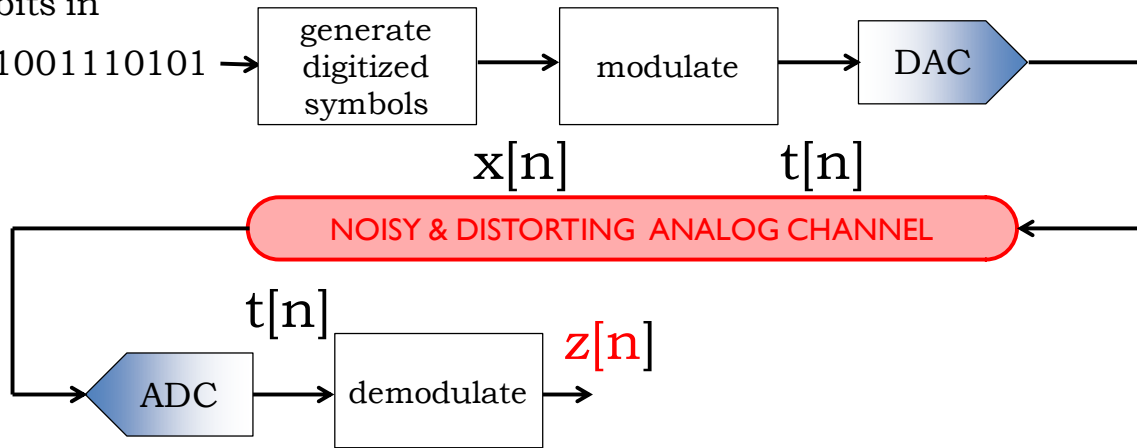 bits in
1001110101
generate
digitized
symbols
modulate
DAC
x[n]
t[n]
NOISY & DISTORTING ANALOG CHANNEL
t[n]
z[n]
ADC
demodulate